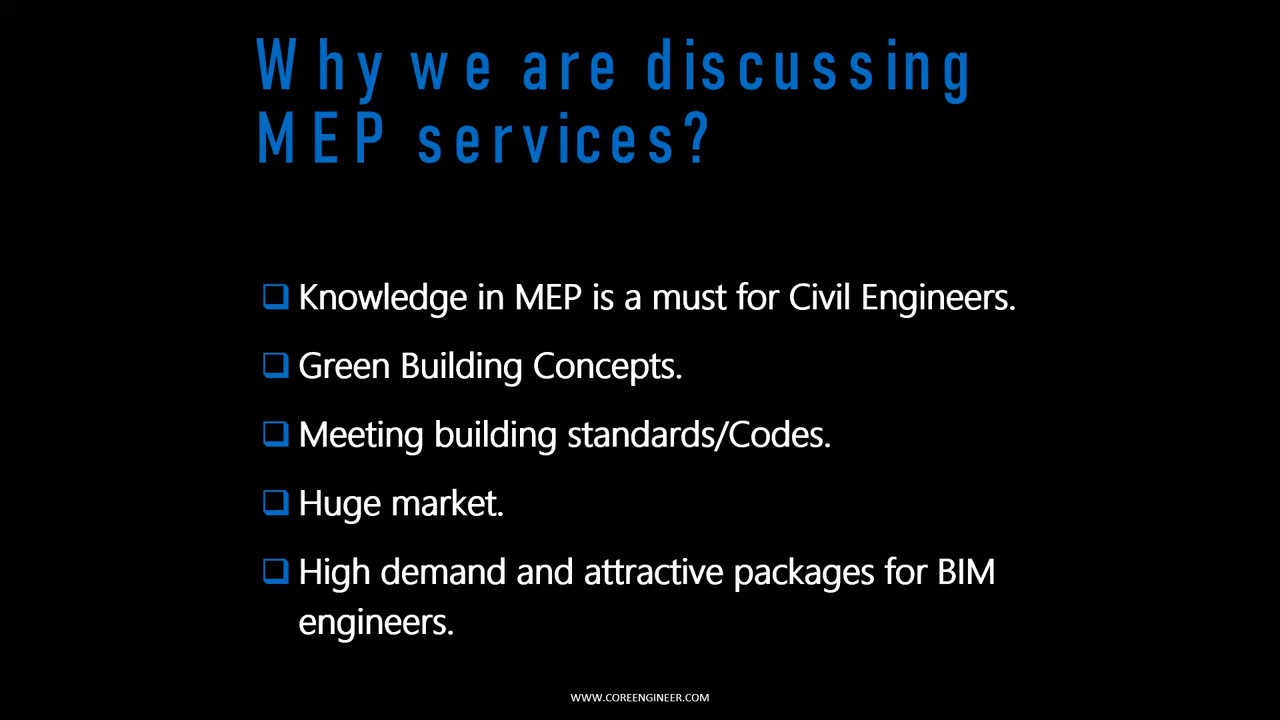 Why we are discussing
MEP services?
Knowledge in MEP is a must for Civil Engineers.
Green Building Concepts.
Meeting building standards/Codes.
Huge market.
High demand and attractive packages for BIM
engineers.
WWW.COREENGINEER.COM